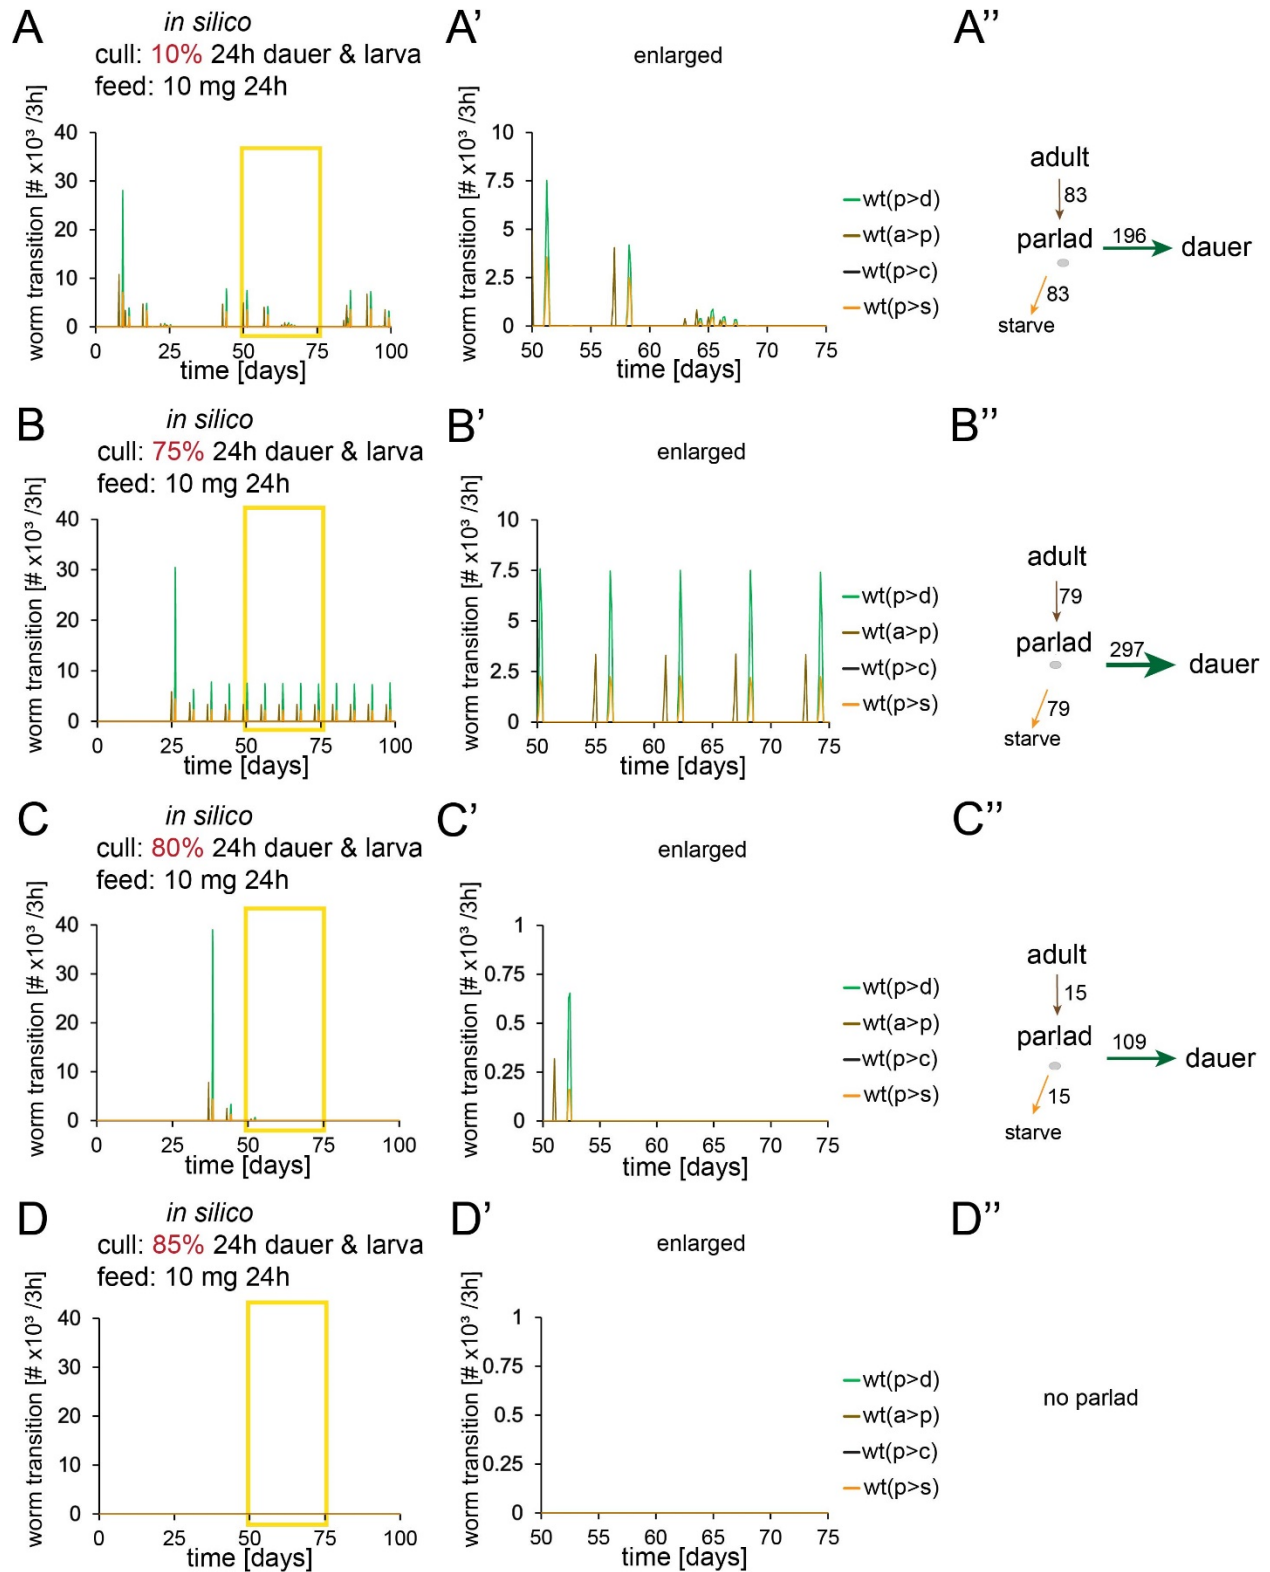 A
in silico
cull: 10% 24h dauer & larva
feed: 10 mg 24h
worm transition [# x10³ /3h]
40
30
20
10
0
0 25 50 75 100
time [days]
A'
enlarged
worm transition [# x10³ /3h]
10
7.5
5
2.5
0
50 55 60 65 70 75
time [days]
wt(p>d)
wt(a>p)
wt(p>c)
wt(p>s)
A''
adult
83
parlad 196 dauer
83
starve
B
in silico
cull: 75% 24h dauer & larva
feed: 10 mg 24h
worm transition [# x10³ /3h]
40
30
20
10
0
0 25 50 75 100
time [days]
B'
enlarged
worm transition [# x10³ /3h]
10
7.5
5
2.5
0
50 55 60 65 70 75
time [days]
wt(p>d)
wt(a>p)
wt(p>c)
wt(p>s)
B''
adult
79
parlad 297 dauer
79
starve
C
in silico
cull: 80% 24h dauer & larva
feed: 10 mg 24h
worm transition [# x10³ /3h]
40
30
20
10
0
0 25 50 75 100
time [days]
C'
enlarged
worm transition [# x10³ /3h]
1
0.75
0.5
0.25
0
50 55 60 65 70 75
time [days]
wt(p>d)
wt(a>p)
wt(p>c)
wt(p>s)
C''
adult
15
parlad 109 dauer
15
starve
D
in silico
cull: 85% 24h dauer & larva
feed: 10 mg 24h
worm transition [# x10³ /3h]
40
30
20
10
0
0 25 50 75 100
time [days]
D'
enlarged
worm transition [# x10³ /3h]
1
0.75
0.5
0.25
0
50 55 60 65 70 75
time [days]
wt(p>d)
wt(a>p)
wt(p>c)
wt(p>s)
D''
no parlad